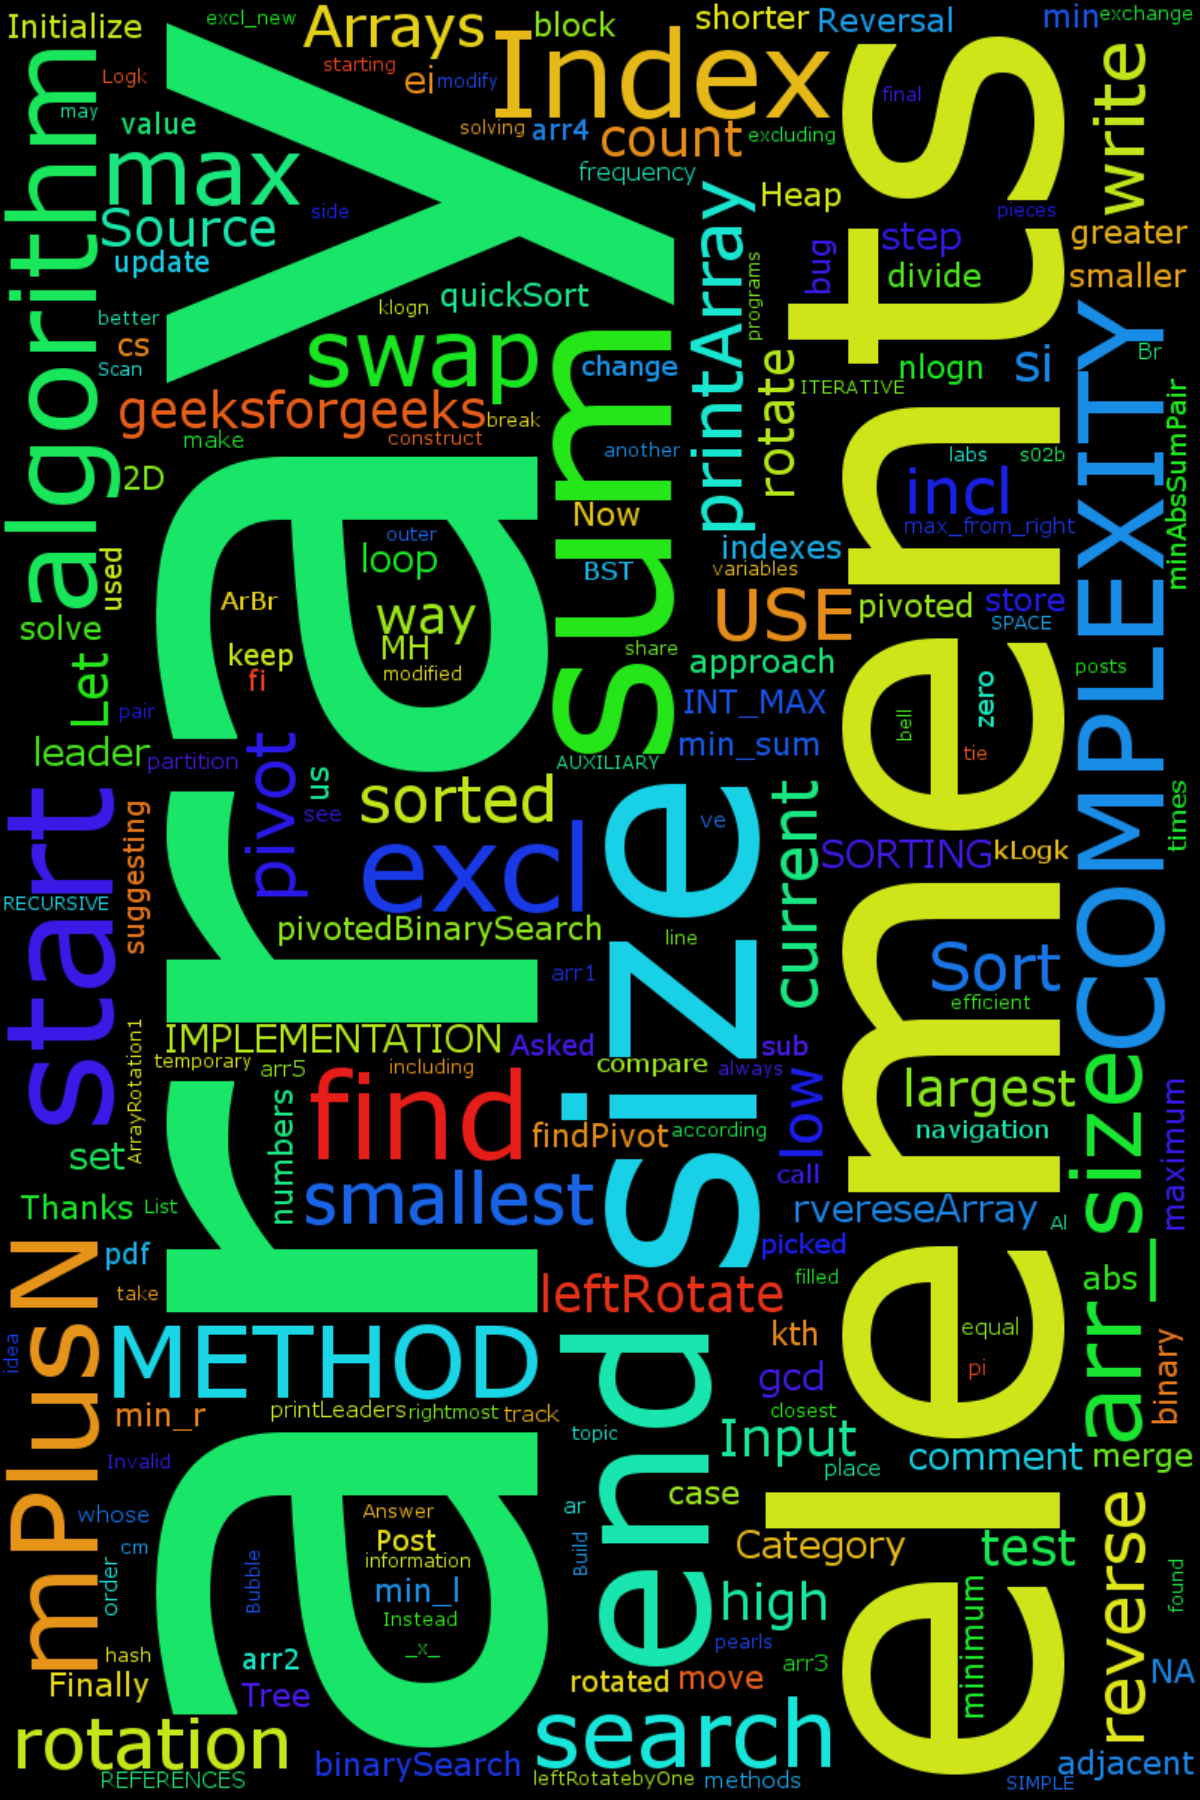 Initialize
excl_new
Arrays
block
shorter
Reversal
min
exchange
Logk
starting
ei
modify
Index
final
write
may
value
solving
arr4
count
excluding
algorithm
max
frequency
Heap
side
pieces
Source
update
array
printArray
elements
step
greater
bug
divide
smaller
programs
klogn
quickSort
better
cs
Scan
swap
sum
change
rotate
nlogn
si
Br
ITERATIVE
COMPLEXITY
minAbsSumPair
geeksforgeeks
break
make
construct
another
labs
s02b
2D
incl
Now
max_from_right
outer
loop
indexes
used
BST
variables
ArBr
way
USE
pivoted
store
SPACE
solve
MH
keep
share
approach
posts
Let
fi
modified
INT_MAX
zero
bell
pair
min_sum
tie
leader
partition
pivot
AUXILIARY
us
sorted
size
current
times
start
suggesting
see
ve
SORTING
kLogk
excl
RECURSIVE
pivotedBinarySearch
line
Sort
arr1
efficient
ArrayRotation1
IMPLEMENTATION
Asked
sub
temporary
arr5
including
compare
always
low
largest
arr_size
maximum
numbers
find
findPivot
according
navigation
set
call
smallest
Thanks
List
rvereseArray
Al
mPlusN
pdf
picked
take
leftRotate
filled
abs
idea
METHOD
end
kth
equal
binary
gcd
pi
min_r
printLeaders
rightmost
track
closest
topic
Input
Invalid
place
comment
merge
whose
Answer
ar
case
cm
Post
Category
test
reverse
order
Bubble
information
Build
found
min_l
high
minimum
Instead
pearls
hash
_x_
arr2
arr3
Finally
Tree
rotated
move
NA
rotation
search
binarySearch
adjacent
REFERENCES
leftRotatebyOne
methods
SIMPLE